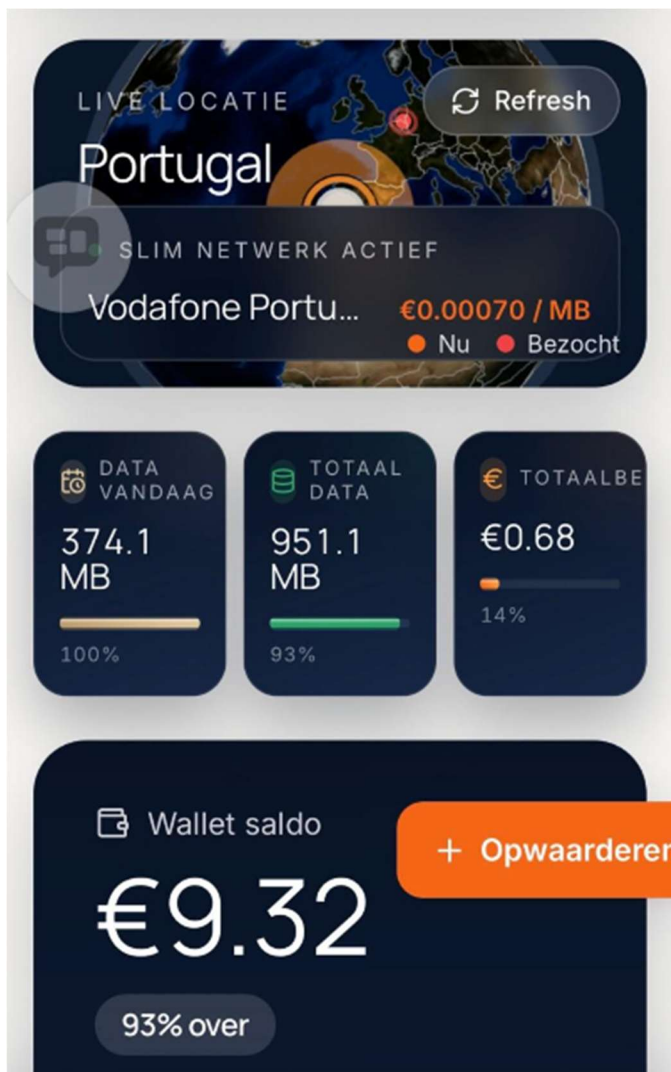 LIVE LOCATIE
Refresh
Portugal
SLIM NETWERK ACTIEF
Vodafone Portu...
€0.00070 / MB
Nu
Bezocht
DATA
VANDAAG
374.1
MB
100%
TOTAAL
DATA
951.1
MB
93%
TOTAALBE
€0.68
14%
Wallet saldo
+ Opwaarderen
€9.32
93% over